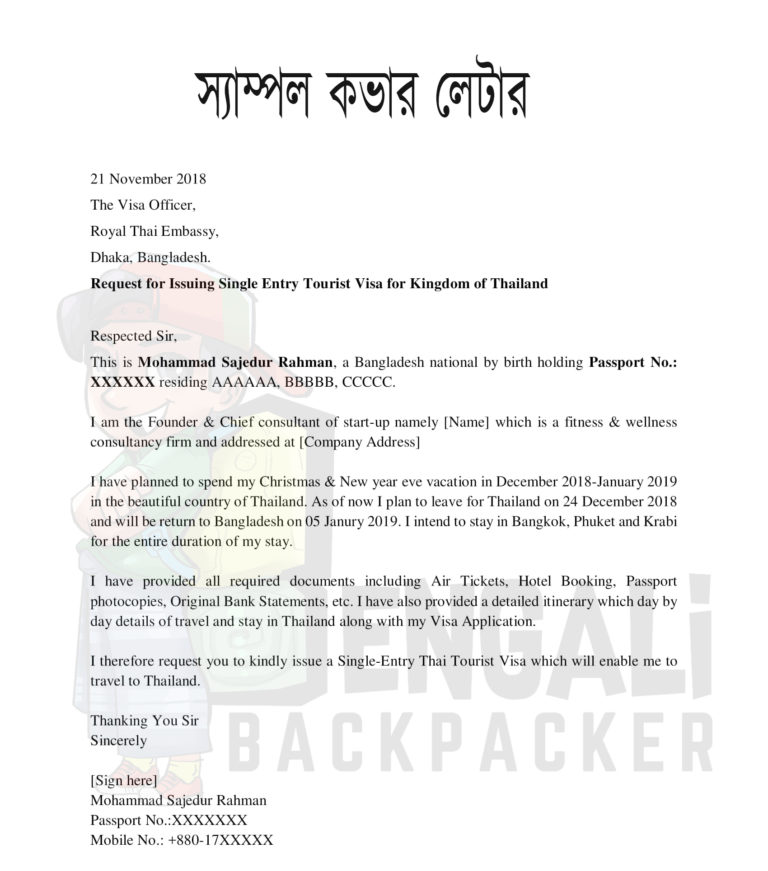 স্যাম্পল কভার লেটার
21 November 2018
The Visa Officer,
Royal Thai Embassy,
Dhaka, Bangladesh.
Request for Issuing Single Entry Tourist Visa for Kingdom of Thailand
Respected Sir,
This is Mohammad Sajedur Rahman, a Bangladesh national by birth holding Passport No.:
XXXXXX residing AAAAAA, BBBBB, CCCCC.
I am the Founder & Chief consultant of start-up namely [Name] which is a fitness & wellness
consultancy firm and addressed at [Company Address]
I have planned to spend my Christmas & New year eve vacation in December 2018-January 2019
in the beautiful country of Thailand. As of now I plan to leave for Thailand on 24 December 2018
and will be return to Bangladesh on 05 Janury 2019. I intend to stay in Bangkok, Phuket and Krabi
for the entire duration of my stay.
I have provided all required documents including Air Tickets, Hotel Booking, Passport
photocopies, Original Bank Statements, etc. I have also provided a detailed itinerary which day by
day details of travel and stay in Thailand along with my Visa Application.
I therefore request you to kindly issue a Single-Entry Thai Tourist Visa which will enable me to
travel to Thailand.
Thanking You Sir
Sincerely
[Sign here]
Mohammad Sajedur Rahman
Passport No.:XXXXXXX
Mobile No.: +880-17XXXXX
BENGALi
BACKPACKER